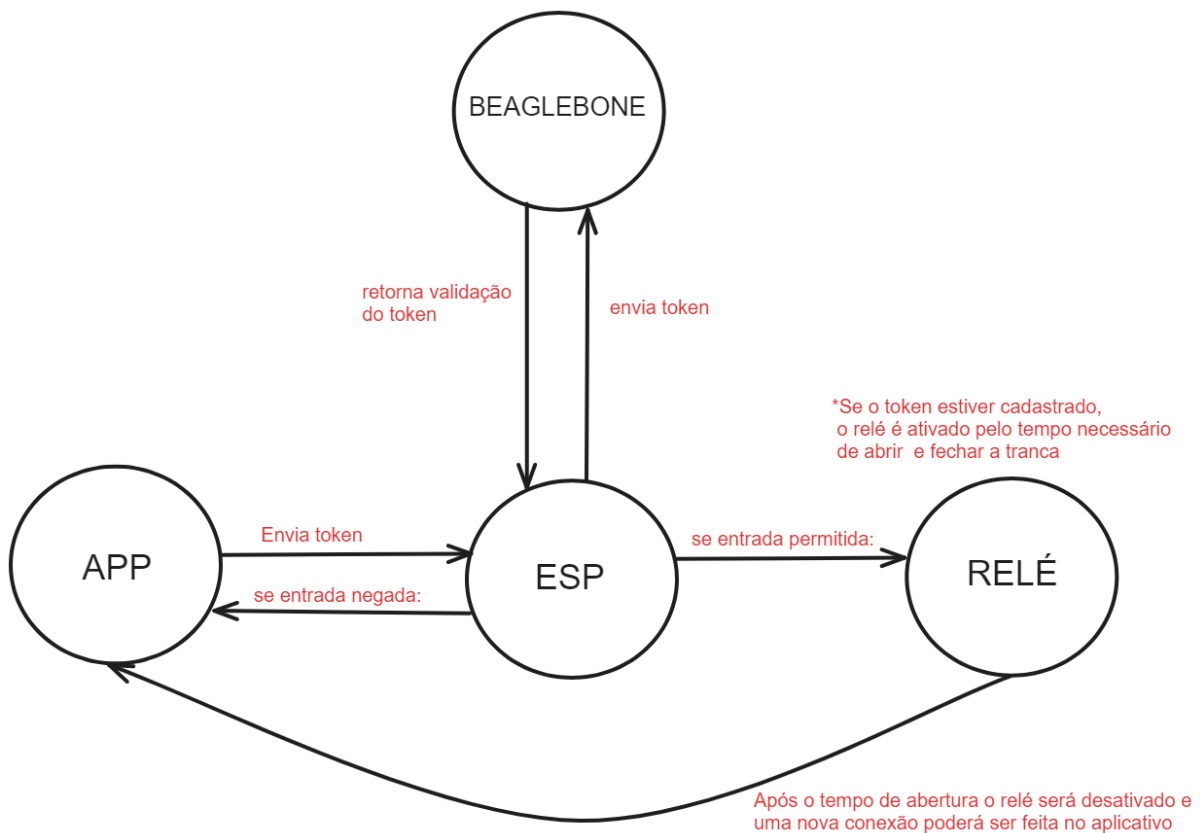 BEAGLEBONE
retorna validação
do token
envia token
*Se o token estiver cadastrado,
o relé é ativado pelo tempo necessário
de abrir e fechar a tranca
Envia token
se entrada permitida:
APP
ESP
RELÉ
se entrada negada:
Após o tempo de abertura o relé será desativado e
uma nova conexão poderá ser feita no aplicativo